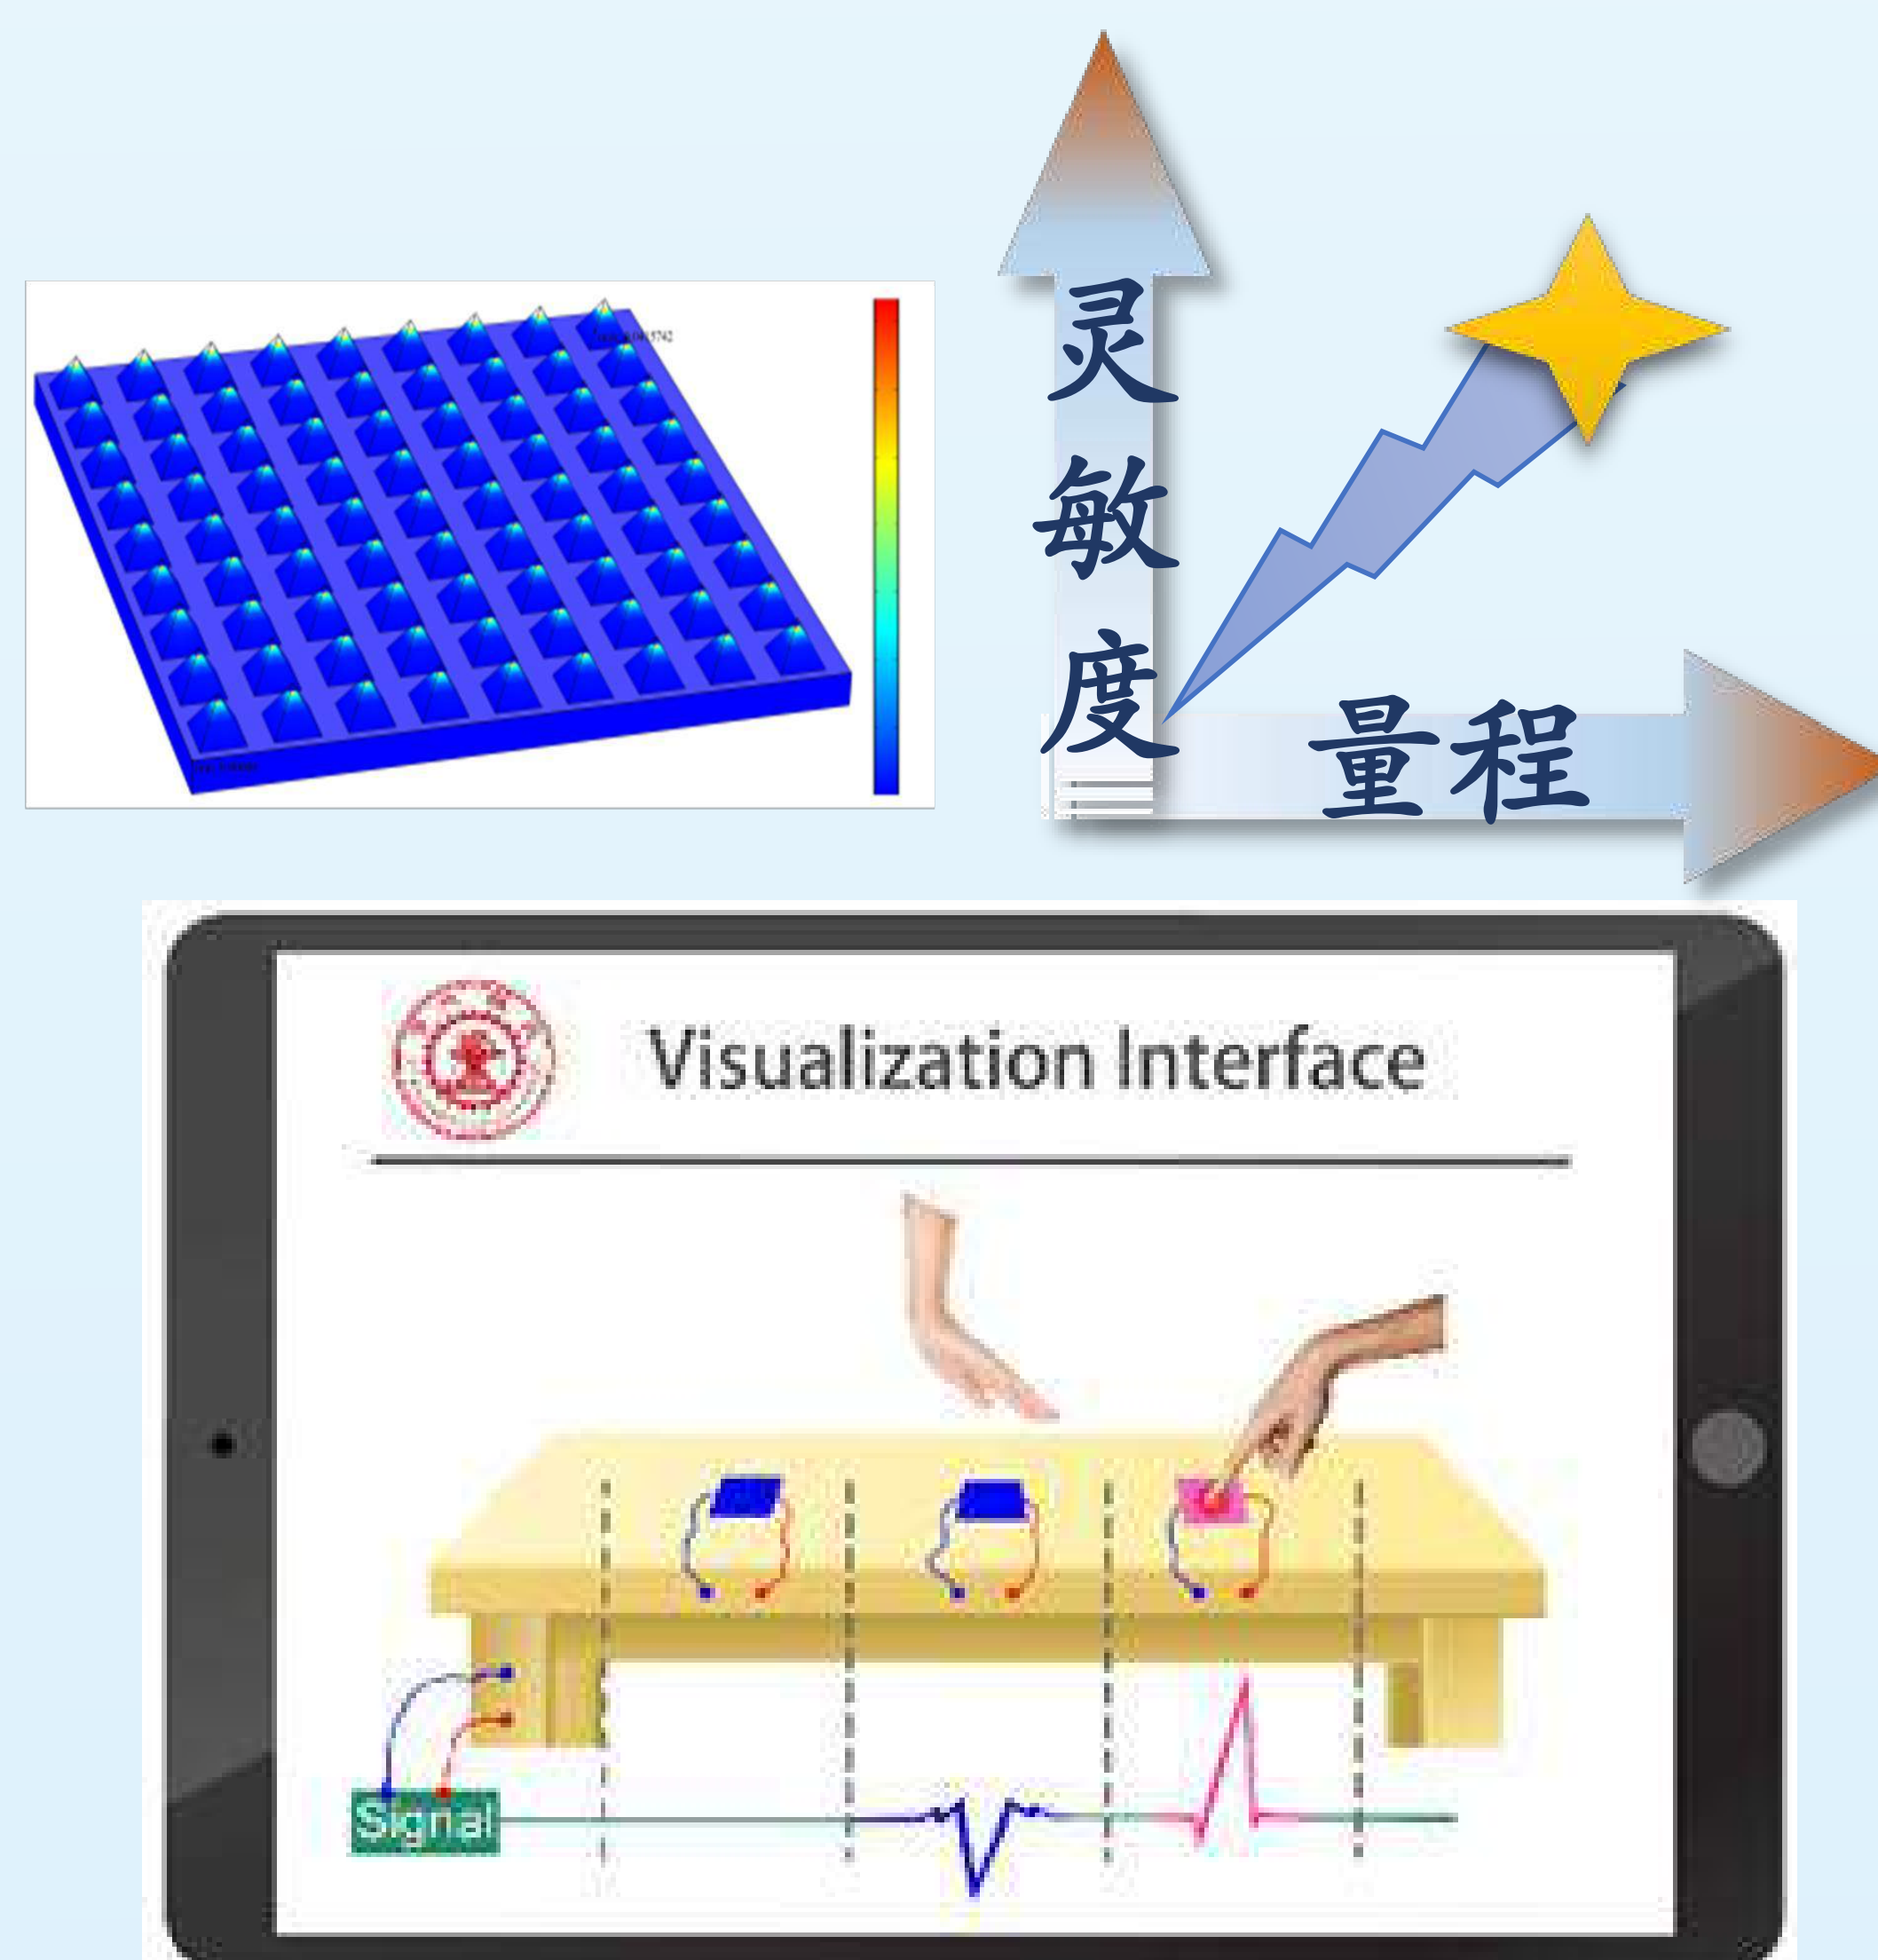 灵
敏
度
量程
Visualization Interface
Signal